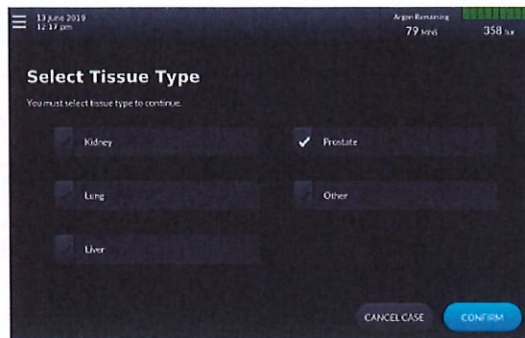 13 June 2019
12:17 pm
Argon Remaining
79 MINS
358 bar
Select Tissue Type
You must select tissue type to continue.
Kidney
Prostate
Lung
Other
Liver
CANCEL CASE
CONFIRM